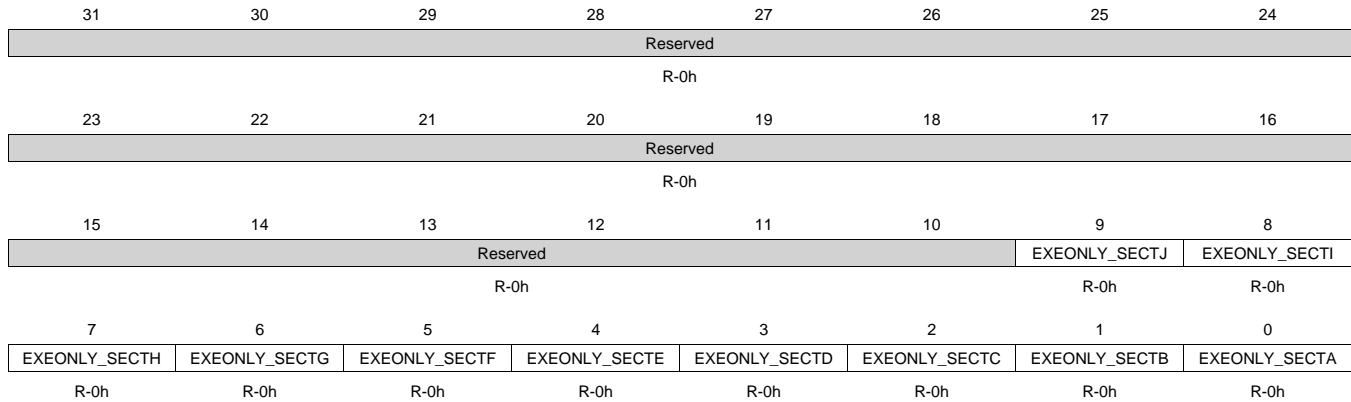 31 30 29 28 27 26 25 24
Reserved
R-0h
23 22 21 20 19 18 17 16
Reserved
R-0h
15 14 13 12 11 10 9 8
Reserved EXEONLY_SECTJ EXEONLY_SECTI
R-0h R-0h R-0h
7 6 5 4 3 2 1 0
EXEONLY_SECTH EXEONLY_SECTG EXEONLY_SECTF EXEONLY_SECTE EXEONLY_SECTD EXEONLY_SECTC EXEONLY_SECTB EXEONLY_SECTA
R-0h R-0h R-0h R-0h R-0h R-0h R-0h R-0h